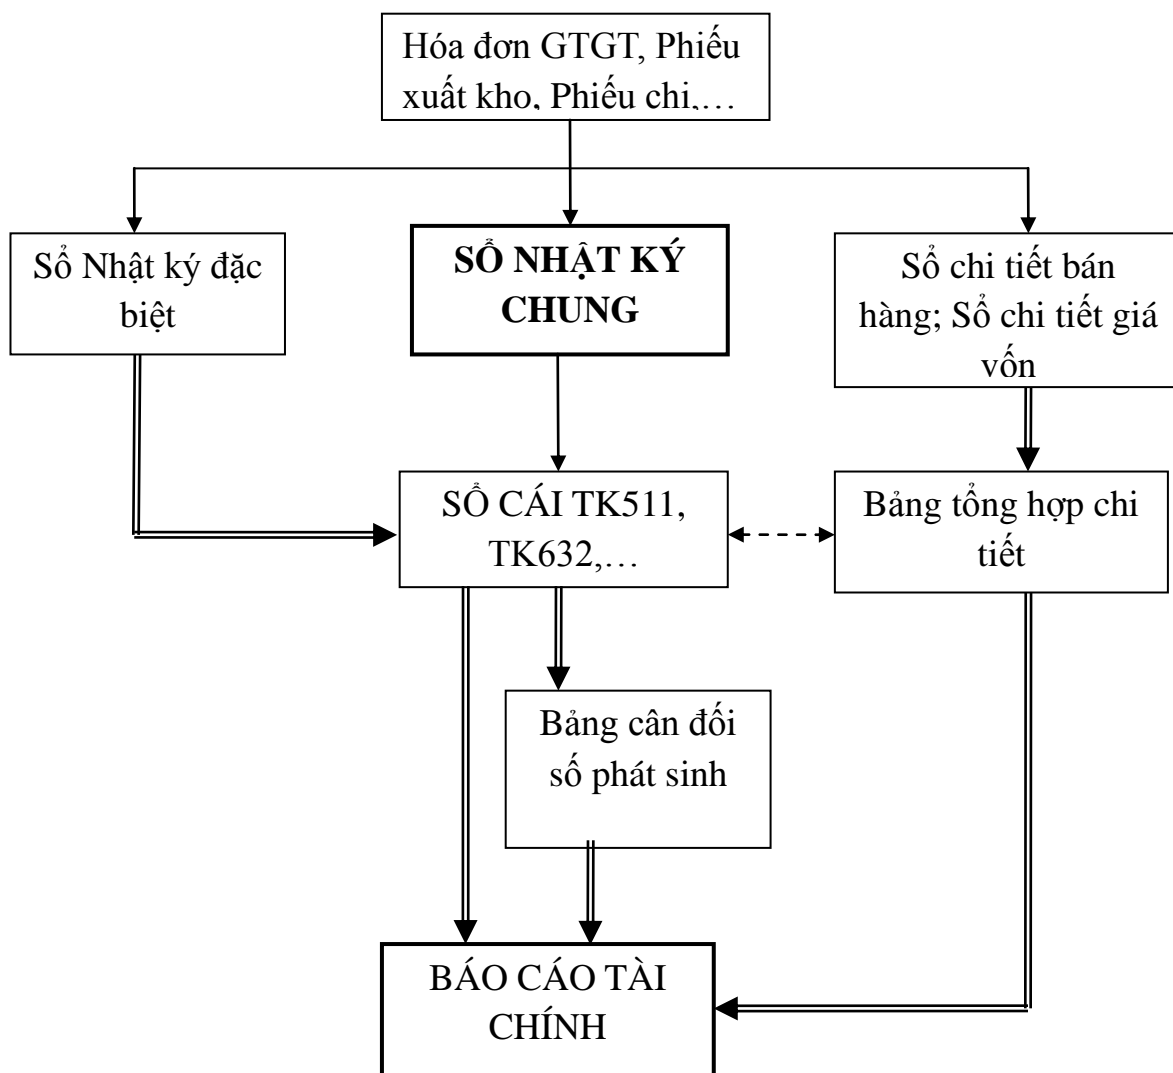 Hóa đơn GTGT, Phiếu
xuất kho, Phiếu chi,…
Sổ Nhật ký đặc
biệt
SỔ NHẬT KÝ
CHUNG
Sổ chi tiết bán
hàng; Sổ chi tiết giá
vốn
SỔ CÁI TK511,
TK632,…
Bảng tổng hợp chi
tiết
Bảng cân đối
số phát sinh
BÁO CÁO TÀI
CHÍNH